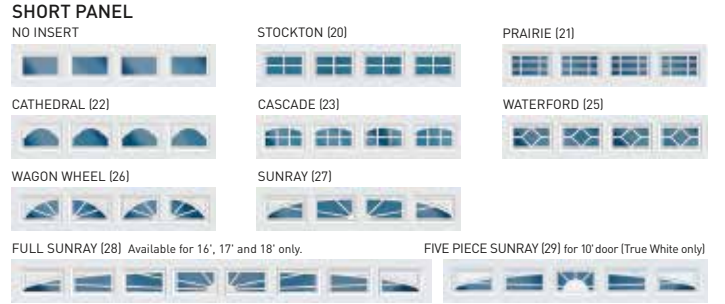 SHORT PANEL
NO INSERT
STOCKTON (20)
PRAIRIE (21)
CATHEDRAL (22)
CASCADE (23)
WATERFORD (25)
WAGON WHEEL (26)
SUNRAY (27)
FULL SUNRAY (28) Available for 16', 17' and 18' only.
FIVE PIECE SUNRAY (29) for 10' door (True White only)